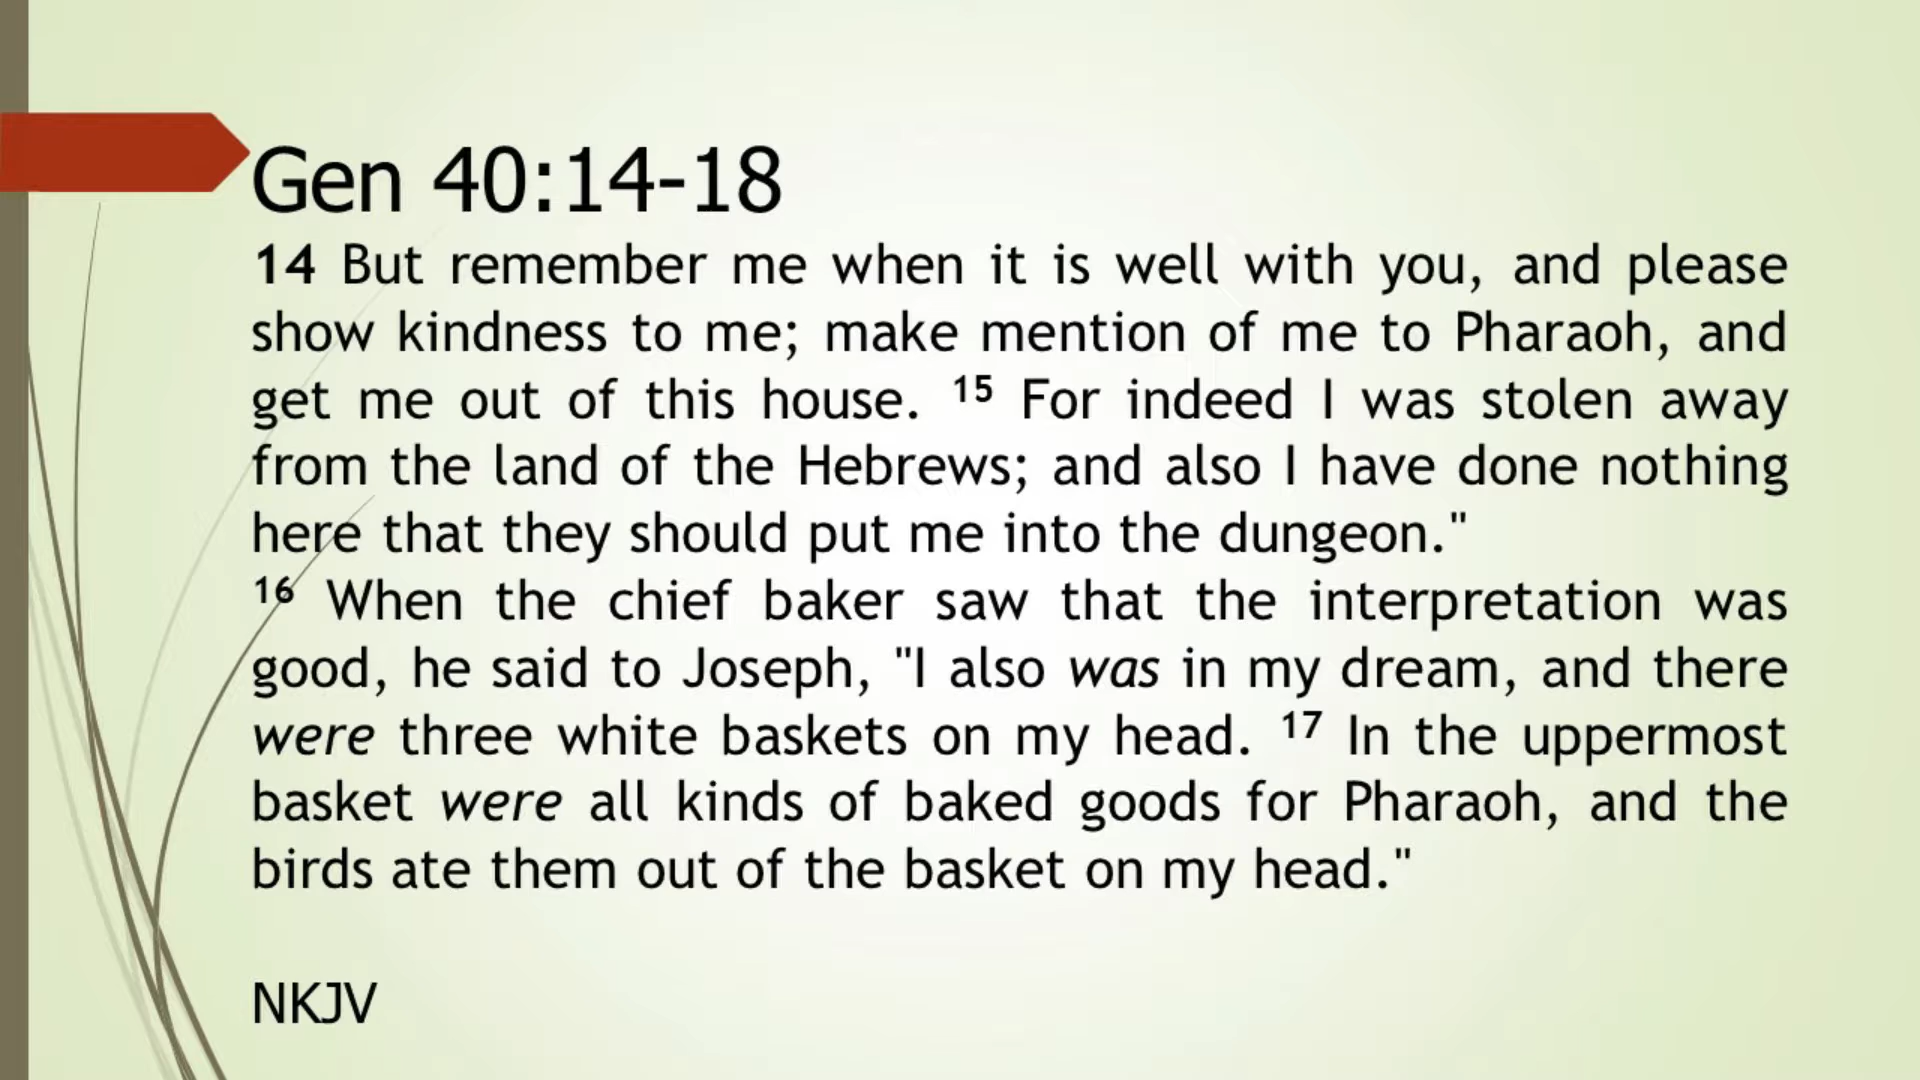 Gen 40:14-18
14 But remember me when it is well with you, and please
show kindness to me; make mention of me to Pharaoh, and
get me out of this house. 15 For indeed I was stolen away
from the land of the Hebrews; and also I have done nothing
here that they should put me into the dungeon."
16 When the chief baker saw that the interpretation was
good, he said to Joseph, "I also was in my dream, and there
were three white baskets on my head. 17 In the uppermost
basket were all kinds of baked goods for Pharaoh, and the
birds ate them out of the basket on my head."
NKJV